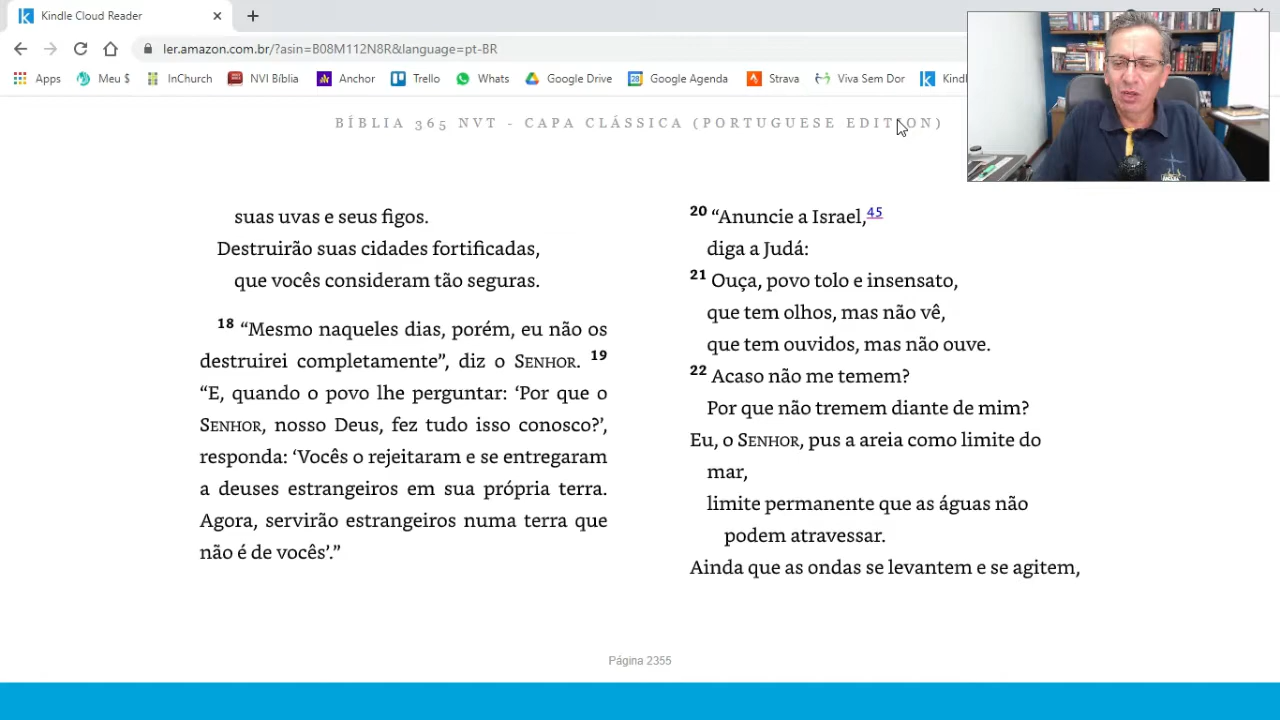 Kindle Cloud Reader
ler.amazon.com.br/?asin=B08M112N8R&language=pt-BR
Apps
Meu $
InChurch
NVI Bíblia
Anchor
Trello
Whats
Google Drive
Google Agenda
Strava
Viva Sem Dor
Kindl
BÍBLIA 365 NVT - CAPA CLÁSSICA (PORTUGUESE EDITION)
suas uvas e seus figos.
Destruirão suas cidades fortificadas,
que vocês consideram tão seguras.
18 “Mesmo naqueles dias, porém, eu não os
destruirei completamente”, diz o SENHOR. 19
“E, quando o povo lhe perguntar: ‘Por que o
SENHOR, nosso Deus, fez tudo isso conosco?’,
responda: ‘Vocês o rejeitaram e se entregaram
a deuses estrangeiros em sua própria terra.
Agora, servirão estrangeiros numa terra que
não é de vocês’.”
20 “Anuncie a Israel,45
diga a Judá:
21 Ouça, povo tolo e insensato,
que tem olhos, mas não vê,
que tem ouvidos, mas não ouve.
22 Acaso não me temem?
Por que não tremem diante de mim?
Eu, o SENHOR, pus a areia como limite do
mar,
limite permanente que as águas não
podem atravessar.
Ainda que as ondas se levantem e se agitem,
Página 2355